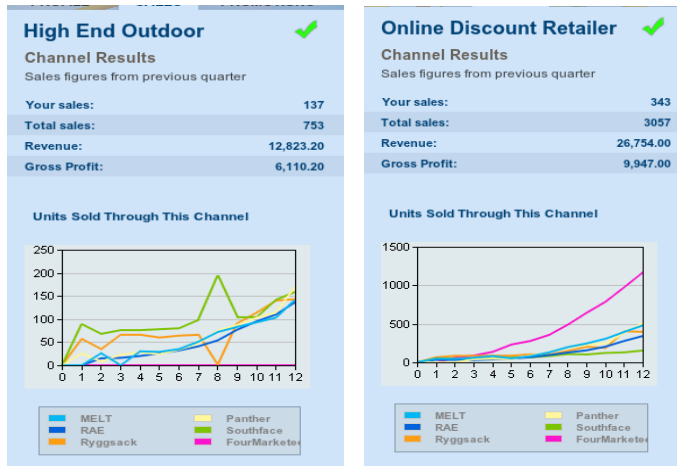 PROFILE SALES PROMOTIONS
High End Outdoor
Channel Results
Sales figures from previous quarter
Your sales: 137
Total sales: 753
Revenue: 12,823.20
Gross Profit: 6,110.20
Units Sold Through This Channel
250
200
150
100
50
0
0 1 2 3 4 5 6 7 8 9 10 11 12
MELT Panther
RAE Southface
Ryggsack FourMarketee
Online Discount Retailer
Channel Results
Sales figures from previous quarter
Your sales: 343
Total sales: 3057
Revenue: 26,754.00
Gross Profit: 9,947.00
Units Sold Through This Channel
1500
1000
500
0
0 1 2 3 4 5 6 7 8 9 10 11 12
MELT Panther
RAE Southface
Ryggsack FourMarketee